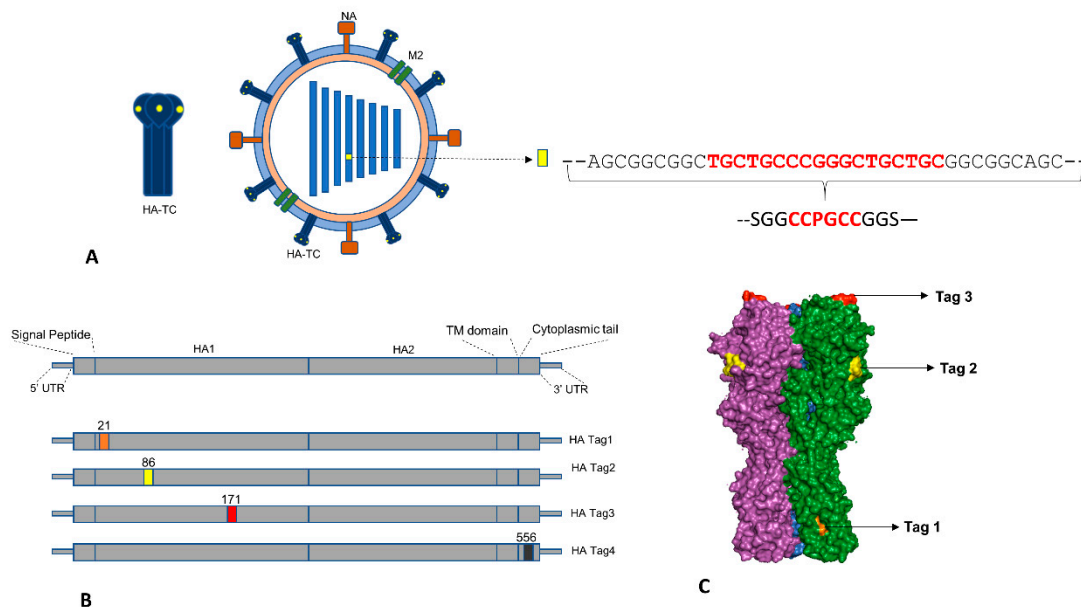 NA
M2
--AGCGGCGGCTGCTGCCCGGGCTGCTGCGGCGGCAGC--
HA-TC
--SGGCCPGCCGGS—
HA-TC
A
Tag 3
Signal Peptide
TM domain
Cytoplasmic tail
HA1
HA2
Tag 2
5' UTR
3' UTR
21
HA Tag1
86
HA Tag2
171
HA Tag3
Tag 1
556
HA Tag4
B
C